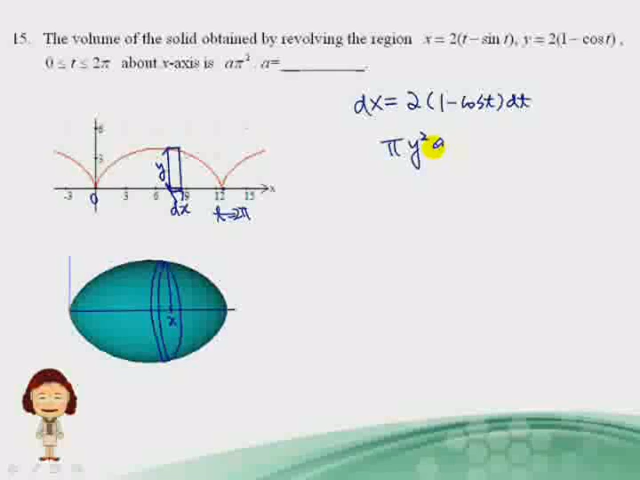 15. The volume of the solid obtained by revolving the region x = 2(t − sin t), y = 2(1 − cos t),
0 ≤ t ≤ 2π about x-axis is aπ². a=__________.
dx = 2(1-cost)dt
πy²
6
3
y
-3 0 3 6 9 12 15 x
dx t=2π
x